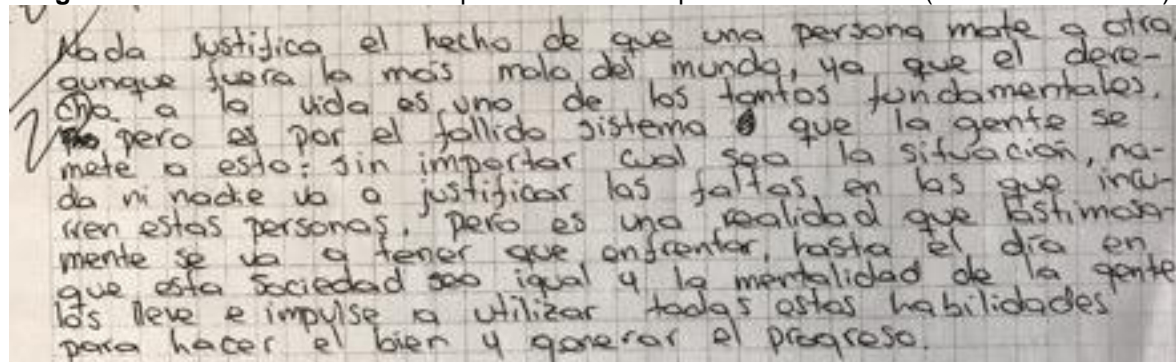 Nada justifica el hecho de que una persona mate a otra,
aunque fuera la más mala del mundo, ya que el dere-
cho a la vida es uno de los tantos fundamentales.
pero es por el fallido sistema que la gente se
mete a esto; sin importar cual sea la situación, na-
da ni nadie va a justificar las faltas en las que incu-
rren estas personas. Pero es una realidad que lastimosa-
mente se va a tener que enfrentar, hasta el día en
que esta sociedad sea igual y la mentalidad de la gente
los lleve e impulse a utilizar todas estas habilidades
para hacer el bien y generar el progreso.